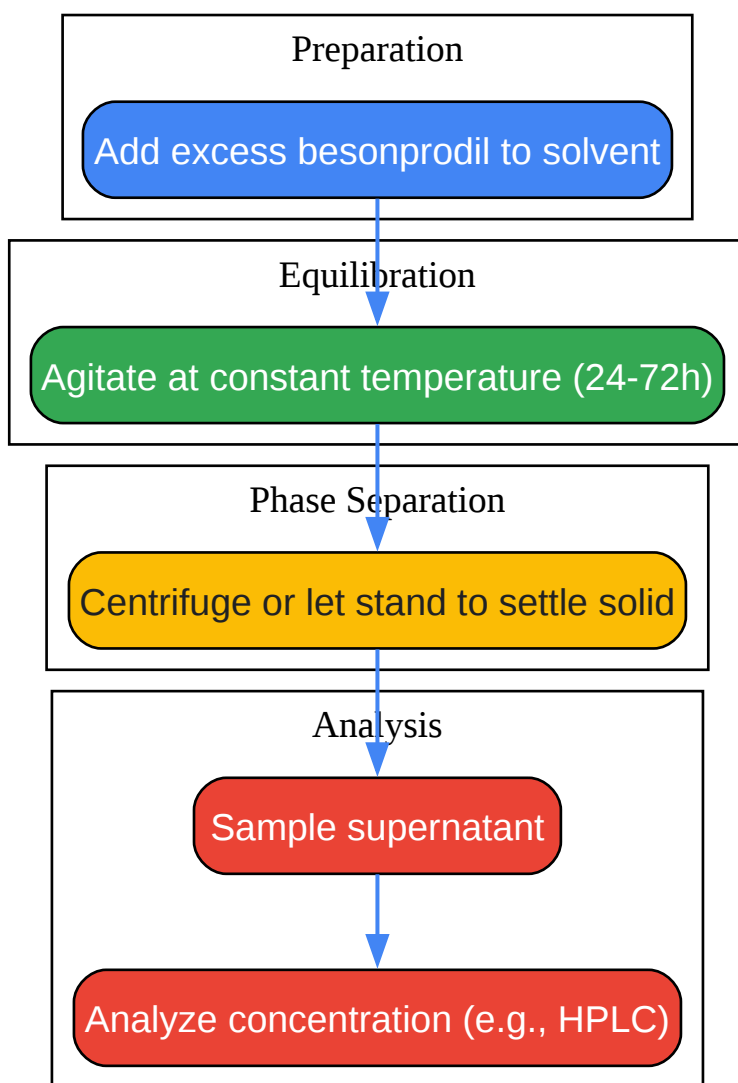 Preparation
Add excess besonprodil to solvent
Equilibration
Agitate at constant temperature (24-72h)
Phase Separation
Centrifuge or let stand to settle solid
Analysis
Sample supernatant
Analyze concentration (e.g., HPLC)